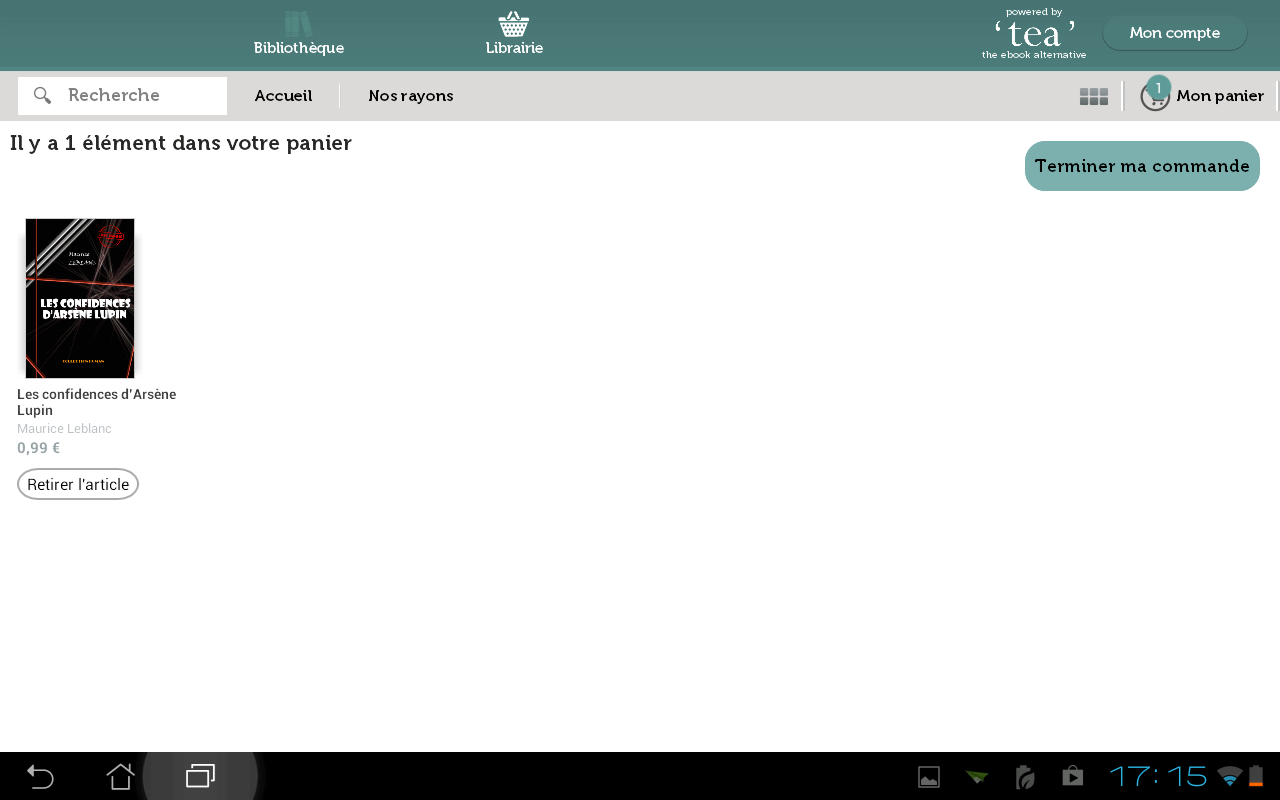 powered by
‘tea’
the ebook alternative
Bibliothèque
Librairie
Mon compte
Recherche
Accueil
Nos rayons
1
Mon panier
Il y a 1 élément dans votre panier
Terminer ma commande
Maurice
LES CONFIDENCES
D'ARSÈNE LUPIN
Les confidences d'Arsène
Lupin
Maurice Leblanc
0,99 €
Retirer l'article
17:15